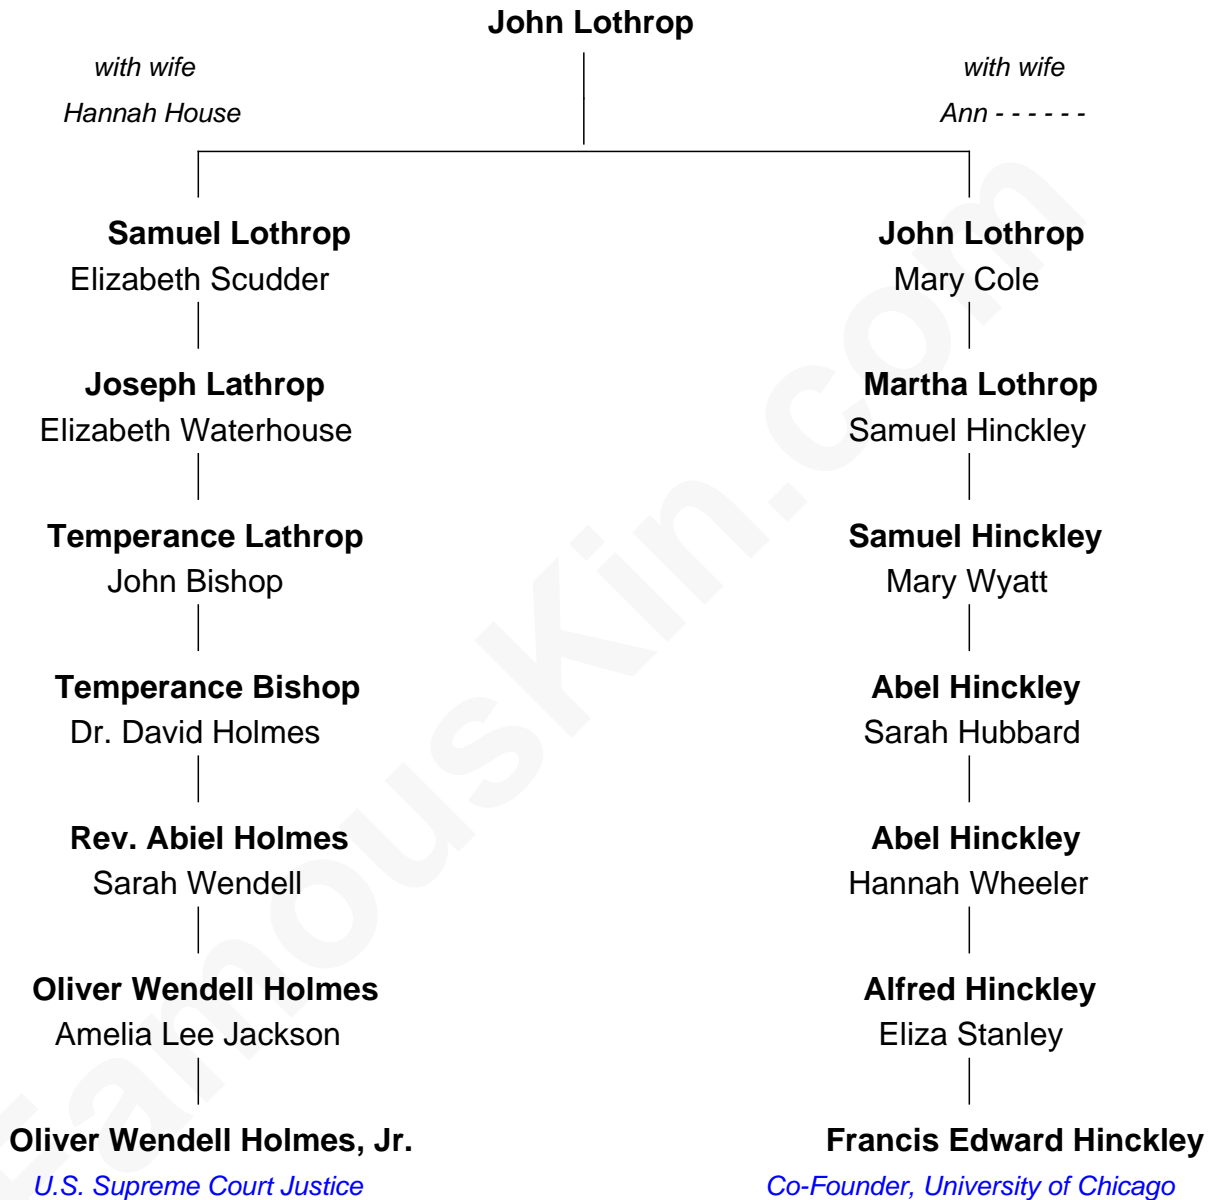 John Lothrop
with wife
Hannah House
with wife
Ann - - - - - -
Samuel Lothrop
Elizabeth Scudder
John Lothrop
Mary Cole
Joseph Lathrop
Elizabeth Waterhouse
Martha Lothrop
Samuel Hinckley
Temperance Lathrop
John Bishop
Samuel Hinckley
Mary Wyatt
Temperance Bishop
Dr. David Holmes
Abel Hinckley
Sarah Hubbard
Rev. Abiel Holmes
Sarah Wendell
Abel Hinckley
Hannah Wheeler
Oliver Wendell Holmes
Amelia Lee Jackson
Alfred Hinckley
Eliza Stanley
Oliver Wendell Holmes, Jr.
U.S. Supreme Court Justice
Francis Edward Hinckley
Co-Founder, University of Chicago
FamousKin.com